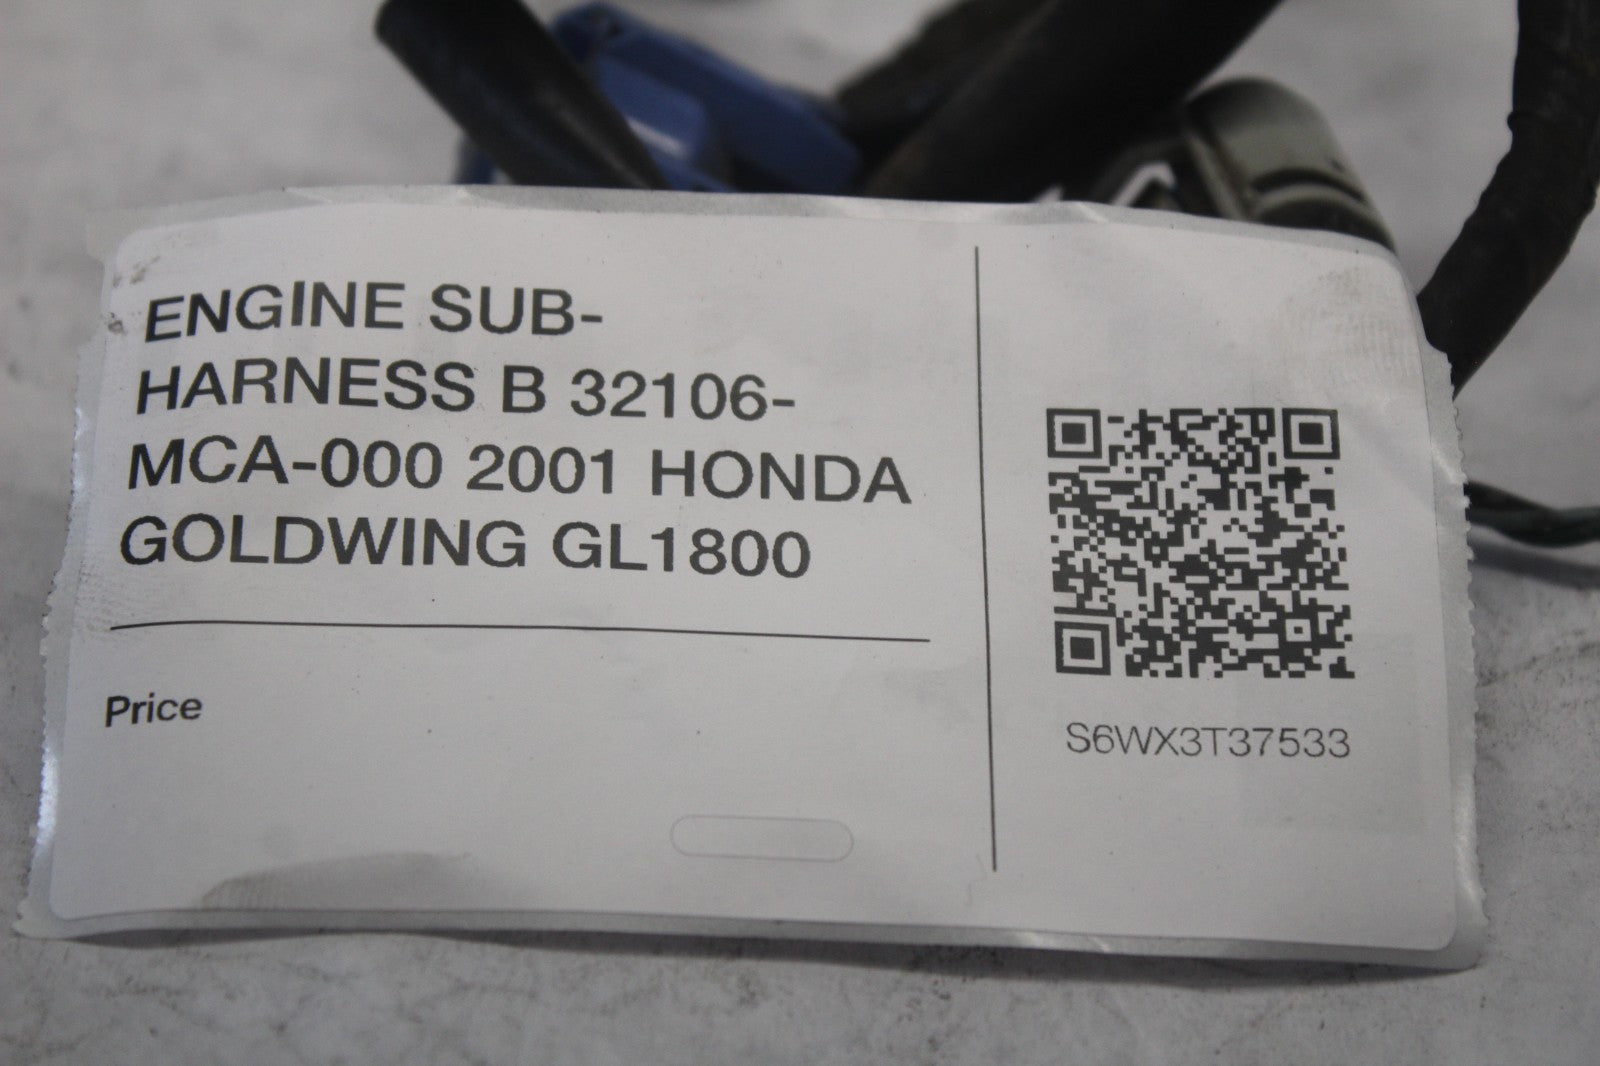 ENGINE SUB-
HARNESS B 32106-
MCA-000 2001 HONDA
GOLDWING GL1800
Price
S6WX3T37533